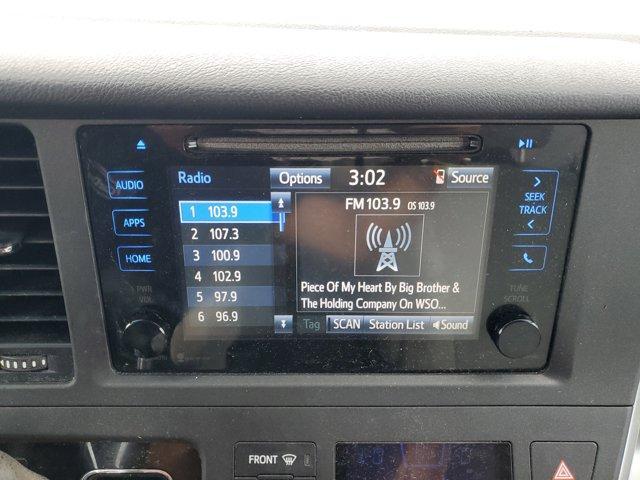 Radio
Options
3:02
Source
AUDIO
APPS
HOME
PWR
VOL
1 103.9
2 107.3
3 100.9
4 102.9
5 97.9
6 96.9
FM 103.9 OS 103.9
Piece Of My Heart By Big Brother &
The Holding Company On WSO...
Tag
SCAN
Station List
Sound
SEEK
TRACK
TUNE
SCROLL
FRONT